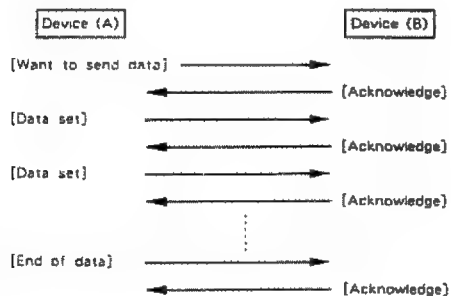 Device (A) Device (B)
[Want to send data]
[Acknowledge]
[Data set]
[Acknowledge]
[Data set]
[Acknowledge]
[End of data]
[Acknowledge]